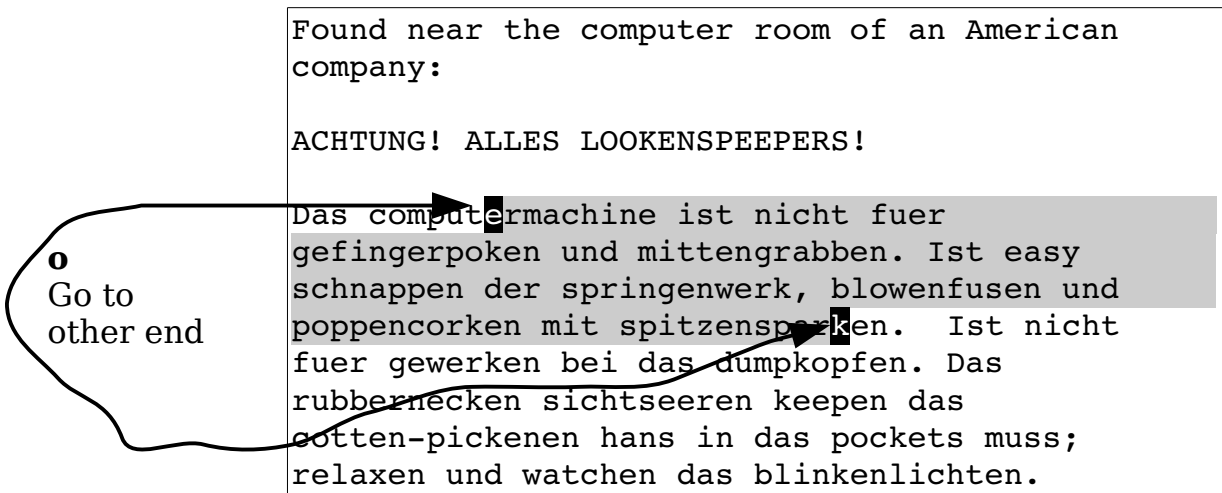 Found near the computer room of an American
company:
ACHTUNG! ALLES LOOKENSPEEPERS!
Das computermachine ist nicht fuer
gefingerpoken und mittengrabben. Ist easy
schnappen der springenwerk, blowenfusen und
poppencorken mit spitzensparken.  Ist nicht
fuer gewerken bei das dumpkopfen. Das
rubbernecken sichtseeren keepen das
cotten-pickenen hans in das pockets muss;
relaxen und watchen das blinkenlichten.
o
Go to
other end